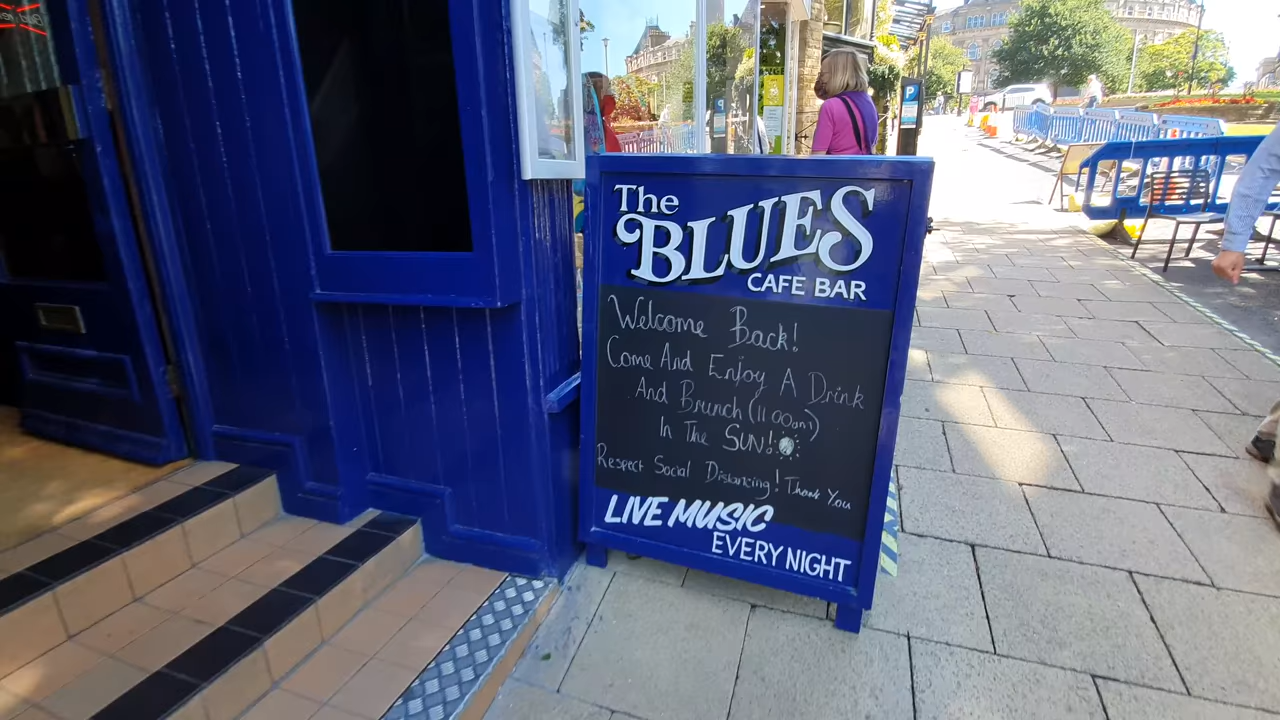 The
BLUES
CAFE BAR
Welcome Back!
Come And Enjoy A Drink
And Brunch (11.00am)
In The SUN!
Respect Social Distancing! Thank You
LIVE MUSIC
EVERY NIGHT
P